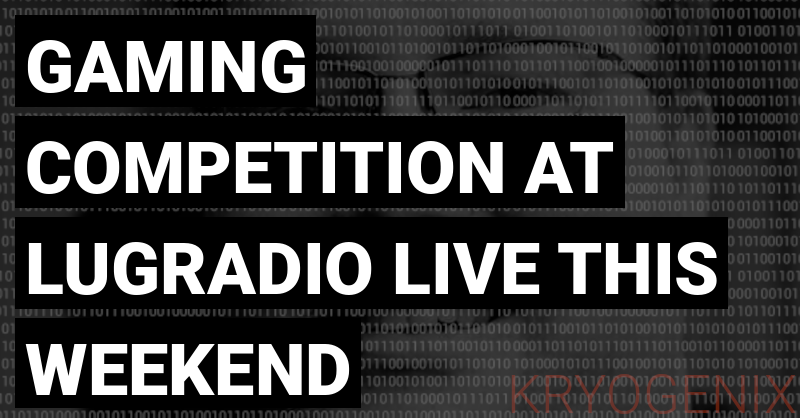 GAMING
COMPETITION AT
LUGRADIO LIVE THIS
WEEKEND
KRYOGENIX